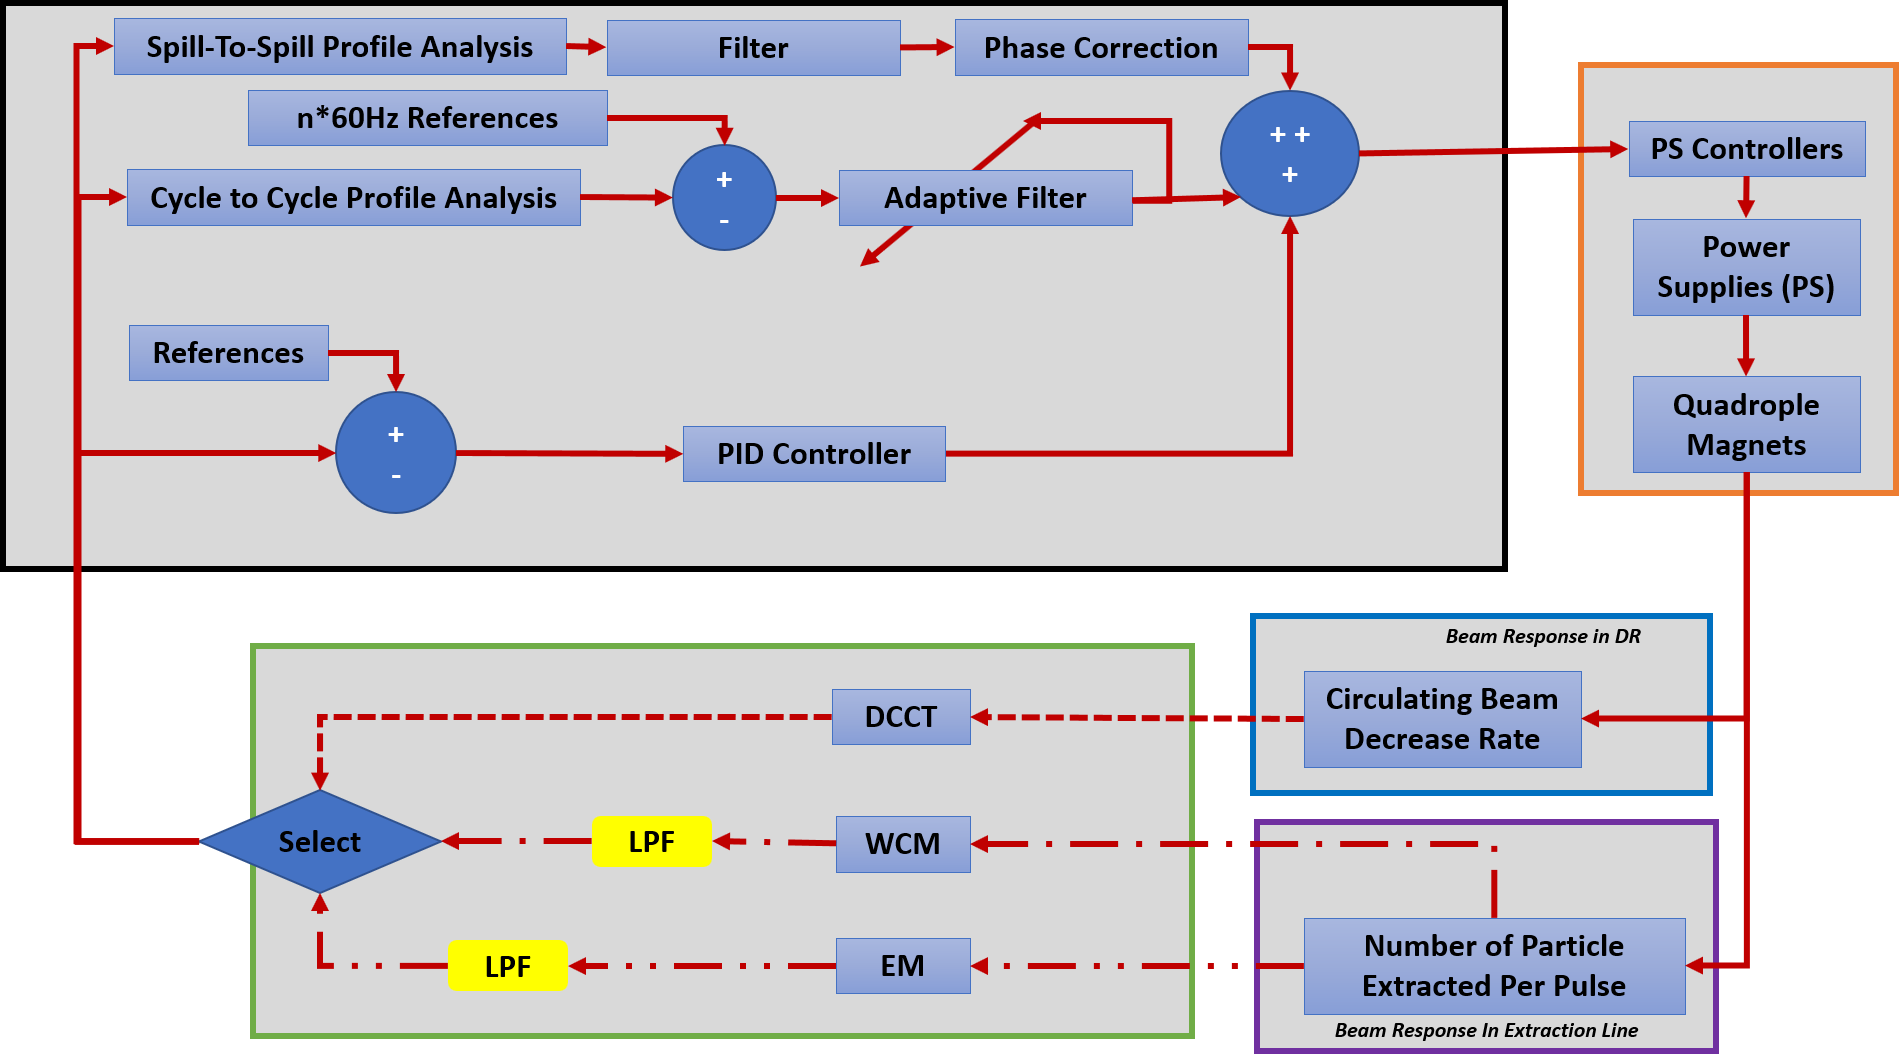 Spill-To-Spill Profile Analysis
Filter
Phase Correction
n*60Hz References
+ +
+
PS Controllers
Cycle to Cycle Profile Analysis
+
-
Adaptive Filter
Power
Supplies (PS)
References
+
-
PID Controller
Quadrople
Magnets
Beam Response in DR
DCCT
Circulating Beam
Decrease Rate
Select
LPF
WCM
LPF
EM
Number of Particle
Extracted Per Pulse
Beam Response In Extraction Line